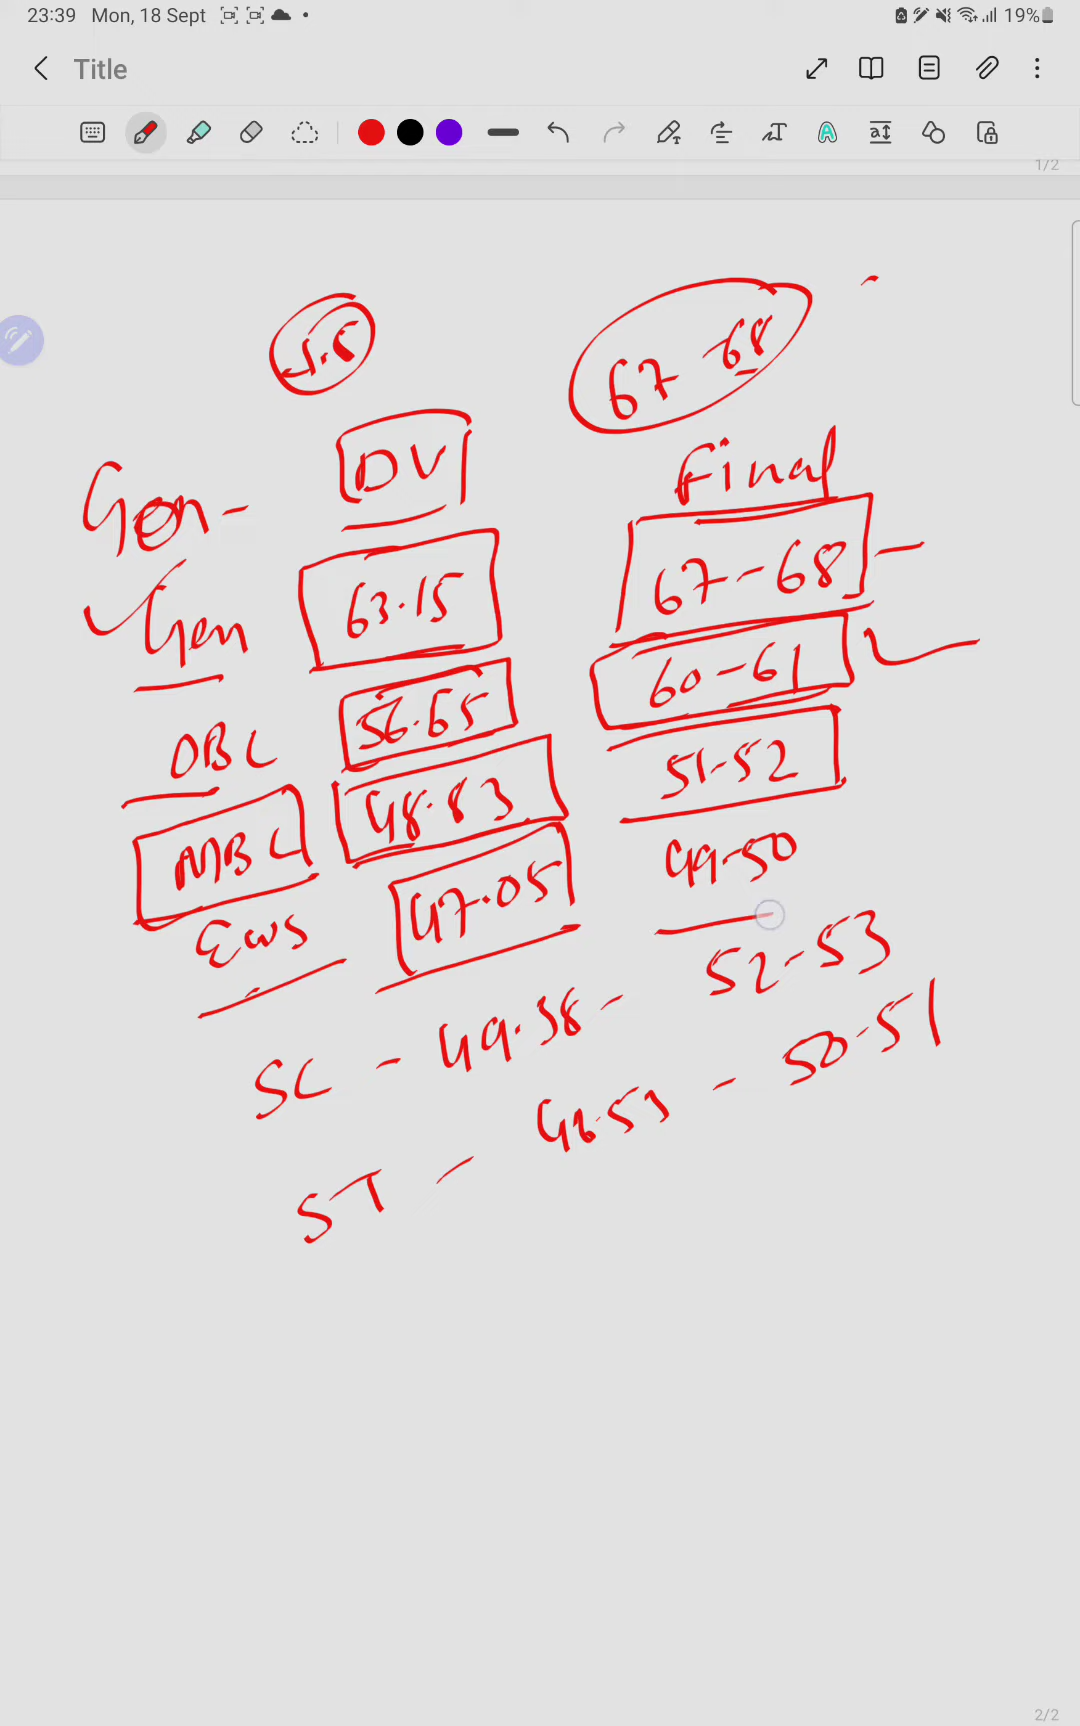 23:39 Mon, 18 Sept 19%
Title
1/2
67-68
DV Final
Gen-
Gen 63.15 67-68
OBC 56.65 60-61
MBC 48.83 51-52
EWS 47.05 49-50
SC - 49.38 - 52-53
ST - 46.53 - 50-51
2/2